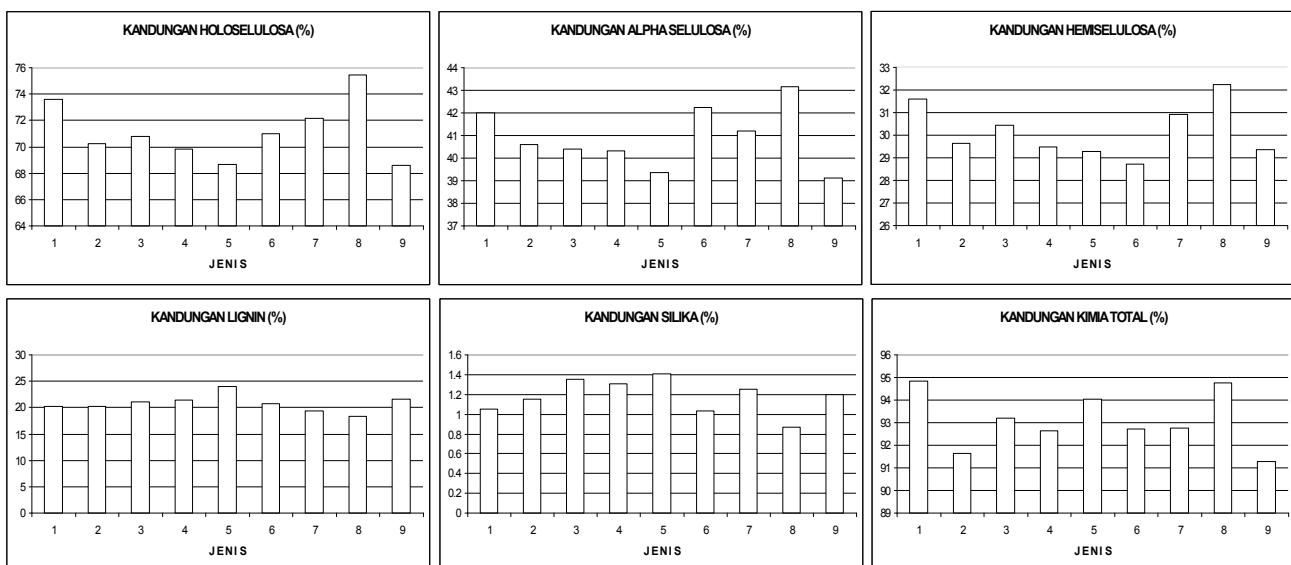 KANDUNGAN HOLOSELULOSA (%)
76
74
72
70
68
66
64
1 2 3 4 5 6 7 8 9
JENIS
KANDUNGAN ALPHA SELULOSA (%)
44
43
42
41
40
39
38
37
1 2 3 4 5 6 7 8 9
JENIS
KANDUNGAN HEMISELULOSA (%)
33
32
31
30
29
28
27
26
1 2 3 4 5 6 7 8 9
JENIS
KANDUNGAN LIGNIN (%)
30
25
20
15
10
5
0
1 2 3 4 5 6 7 8 9
JENIS
KANDUNGAN SILIKA (%)
1.6
1.4
1.2
1
0.8
0.6
0.4
0.2
0
1 2 3 4 5 6 7 8 9
JENIS
KANDUNGAN KIMIA TOTAL (%)
96
95
94
93
92
91
90
89
1 2 3 4 5 6 7 8 9
JENIS